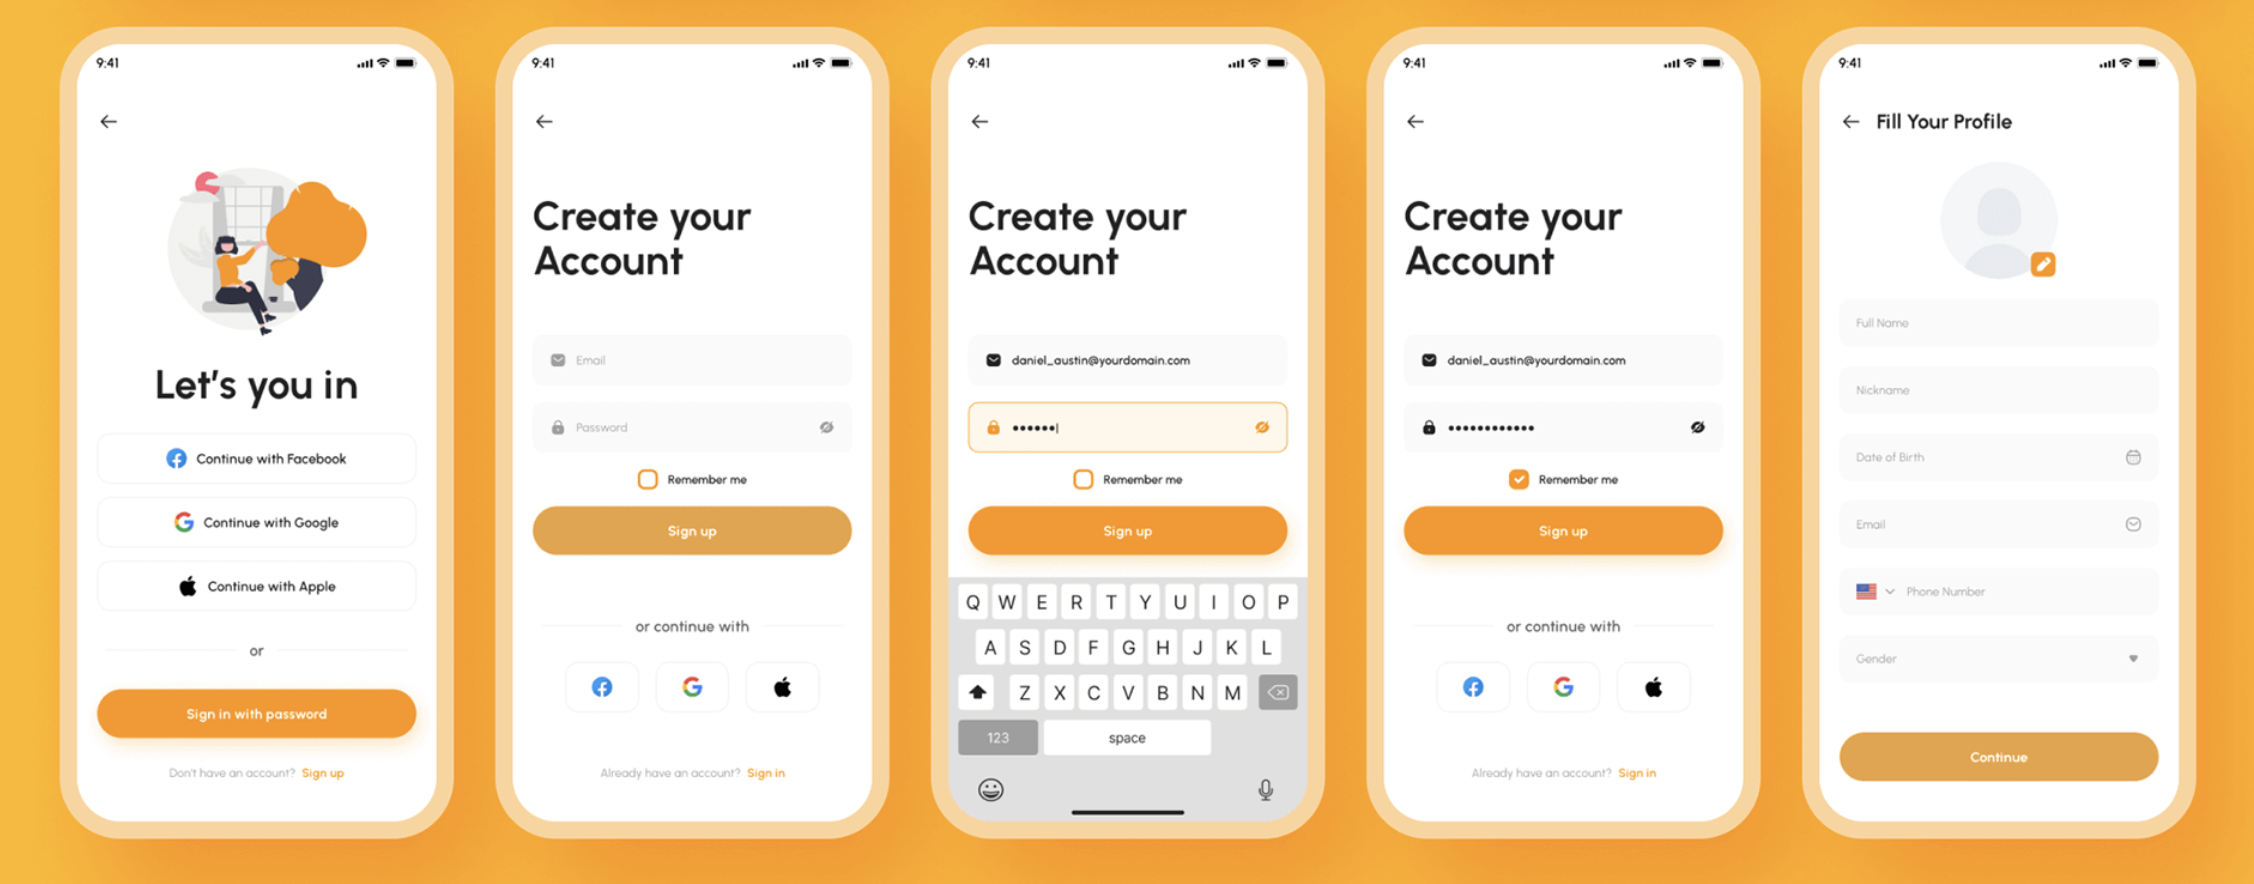 9:41
Let's you in
Continue with Facebook
Continue with Google
Continue with Apple
or
Sign in with password
Don't have an account? Sign up
9:41
Create your
Account
Email
Password
Remember me
Sign up
or continue with
Already have an account? Sign in
9:41
Create your
Account
daniel_austin@yourdomain.com
••••••
Remember me
Sign up
Q W E R T Y U I O P
A S D F G H J K L
Z X C V B N M
123 space
9:41
Create your
Account
daniel_austin@yourdomain.com
••••••••••••
Remember me
Sign up
or continue with
Already have an account? Sign in
9:41
Fill Your Profile
Full Name
Nickname
Date of Birth
Email
Phone Number
Gender
Continue